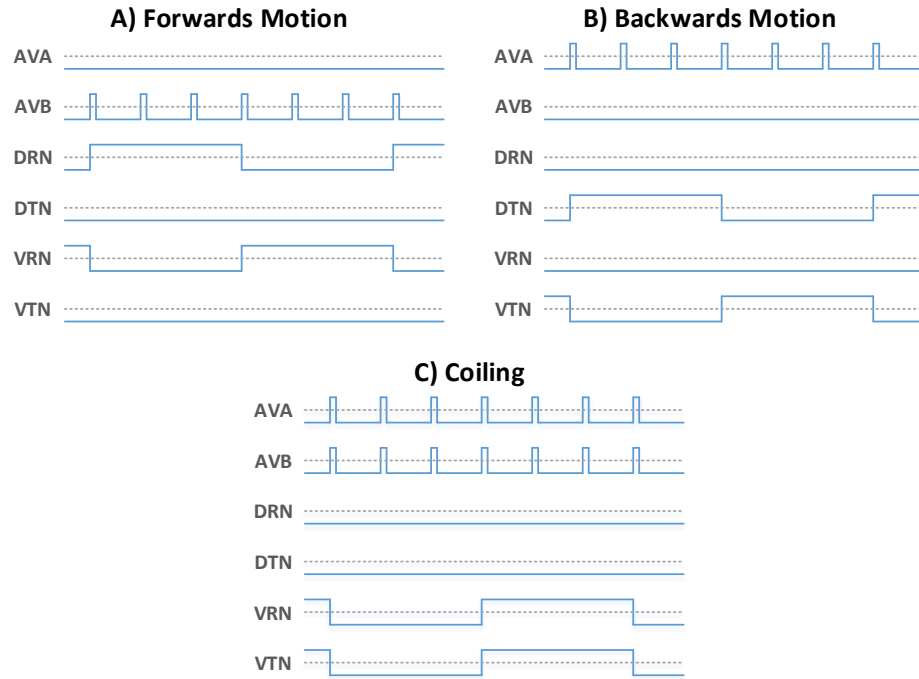 A) Forwards Motion
AVA
AVB
DRN
DTN
VRN
VTN
B) Backwards Motion
AVA
AVB
DRN
DTN
VRN
VTN
C) Coiling
AVA
AVB
DRN
DTN
VRN
VTN